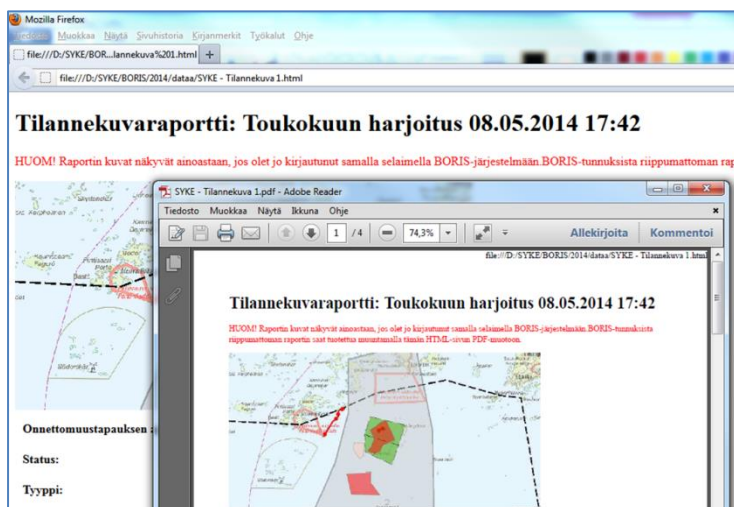 Mozilla Firefox
Muokkaa Näytä Sivuhistoria Kirjanmerkit Työkalut Ohje
file:///D:/SYKE/BOR...lannekuva%201.html +
file:///D:/SYKE/BORIS/2014/dataa/SYKE - Tilannekuva 1.html
Tilannekuvaraportti: Toukokuun harjoitus 08.05.2014 17:42
HUOM! Raportin kuvat näkyvät ainoastaan, jos olet jo kirjautunut samalla selaimella BORIS-järjestelmään.BORIS-tunnuksista riippumattoman rap
SYKE - Tilannekuva 1.pdf - Adobe Reader
Tiedosto Muokkaa Näytä Ikkuna Ohje
1 / 4 74,3% Allekirjoita Kommentoi
file:///D:/SYKE/BORIS/2014/dataa/SYKE - Tilannekuva 1.html
Tilannekuvaraportti: Toukokuun harjoitus 08.05.2014 17:42
HUOM! Raportin kuvat näkyvät ainoastaan, jos olet jo kirjautunut samalla selaimella BORIS-järjestelmään.BORIS-tunnuksista
riippumattoman raportin saat tuotettua muuntamalla tämän HTML-sivun PDF-muotoon.
Onnettomuustapauksen
Status:
Tyyppi: